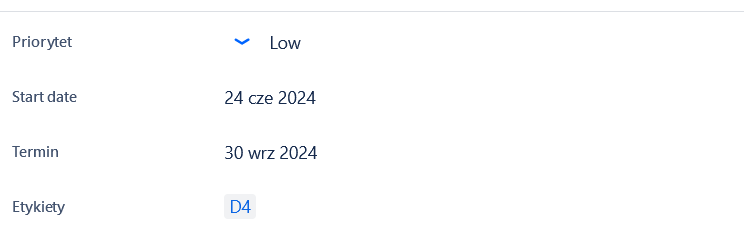 Priorytet Low
Start date 24 cze 2024
Termin 30 wrz 2024
Etykiety D4